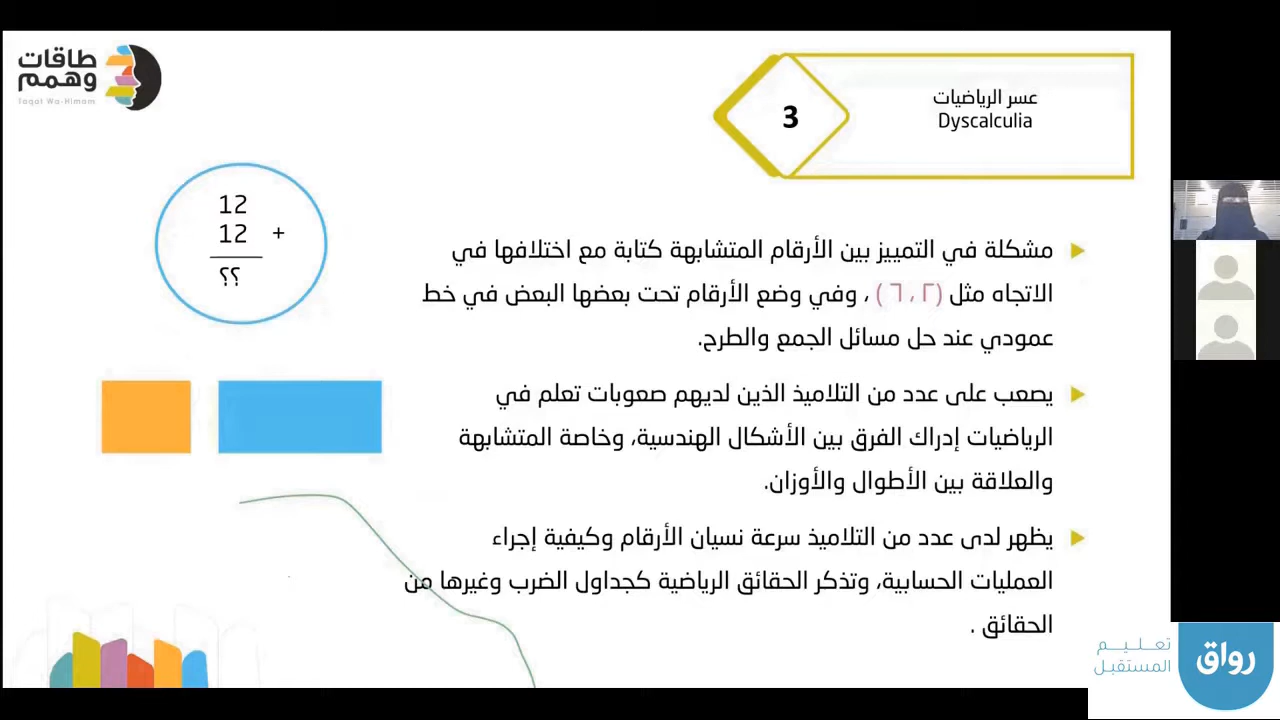 طاقات
وهمم
Taqat Wa-Himam
عسر الرياضيات
Dyscalculia
3
12
12 +
؟؟
مشكلة في التمييز بين الأرقام المتشابهة كتابة مع اختلافها في
الاتجاه مثل (٢ ، ٦) ، وفي وضع الأرقام تحت بعضها البعض في خط
عمودي عند حل مسائل الجمع والطرح.
يصعب على عدد من التلاميذ الذين لديهم صعوبات تعلم في
الرياضيات إدراك الفرق بين الأشكال الهندسية، وخاصة المتشابهة
والعلاقة بين الأطوال والأوزان.
يظهر لدى عدد من التلاميذ سرعة نسيان الأرقام وكيفية إجراء
العمليات الحسابية، وتذكر الحقائق الرياضية كجداول الضرب وغيرها من
الحقائق .
رواق
تعليم
المستقبل